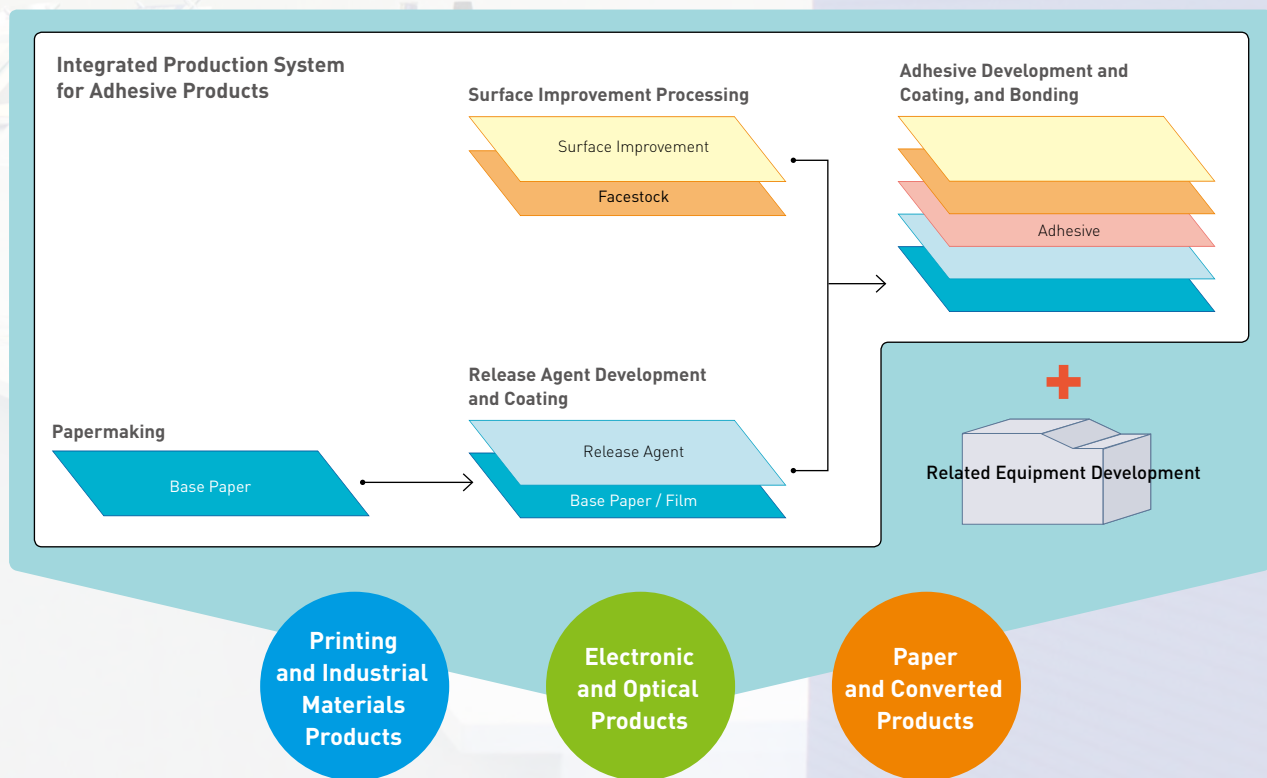 Integrated Production System
for Adhesive Products
Surface Improvement Processing
Surface Improvement
Facestock
Adhesive Development and
Coating, and Bonding
Adhesive
Papermaking
Base Paper
Release Agent Development
and Coating
Release Agent
Base Paper / Film
Related Equipment Development
Printing
and Industrial
Materials
Products
Electronic
and Optical
Products
Paper
and Converted
Products